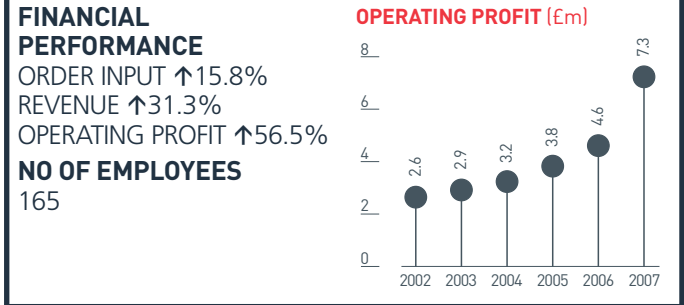 FINANCIAL
PERFORMANCE
ORDER INPUT ↑15.8%
REVENUE ↑31.3%
OPERATING PROFIT ↑56.5%
NO OF EMPLOYEES
165
OPERATING PROFIT (£m)
8
6
4
2
0
2.6
2.9
3.2
3.8
4.6
7.3
2002 2003 2004 2005 2006 2007